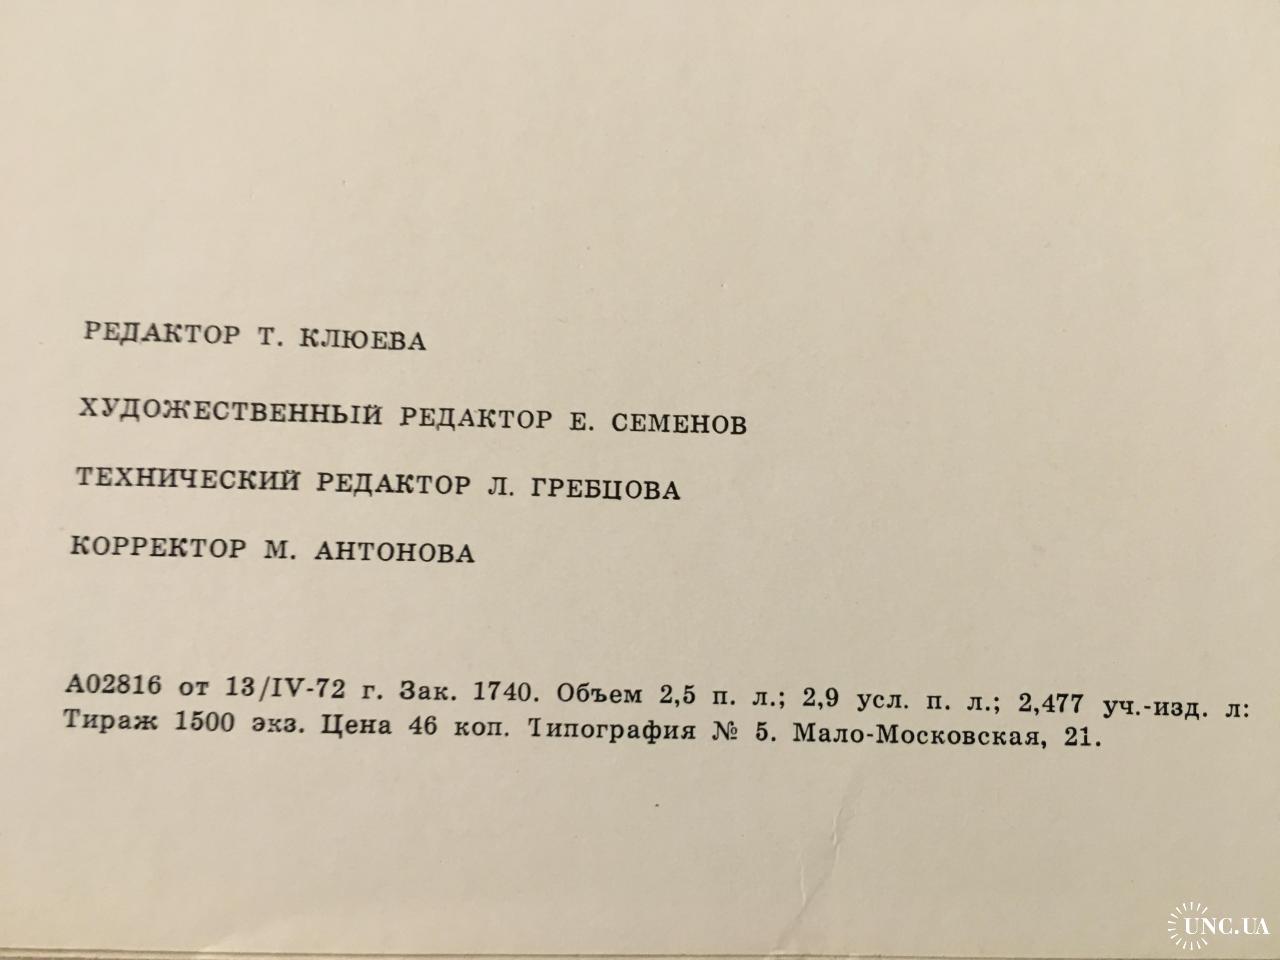 РЕДАКТОР Т. КЛЮЕВА
ХУДОЖЕСТВЕННЫЙ РЕДАКТОР Е. СЕМЕНОВ
ТЕХНИЧЕСКИЙ РЕДАКТОР Л. ГРЕБЦОВА
КОРРЕКТОР М. АНТОНОВА
А02816 от 13/IV-72 г. Зак. 1740. Объем 2,5 п. л.; 2,9 усл. п. л.; 2,477 уч.-изд. л:
Тираж 1500 экз. Цена 46 коп. Типография № 5. Мало-Московская, 21.
UNC.UA